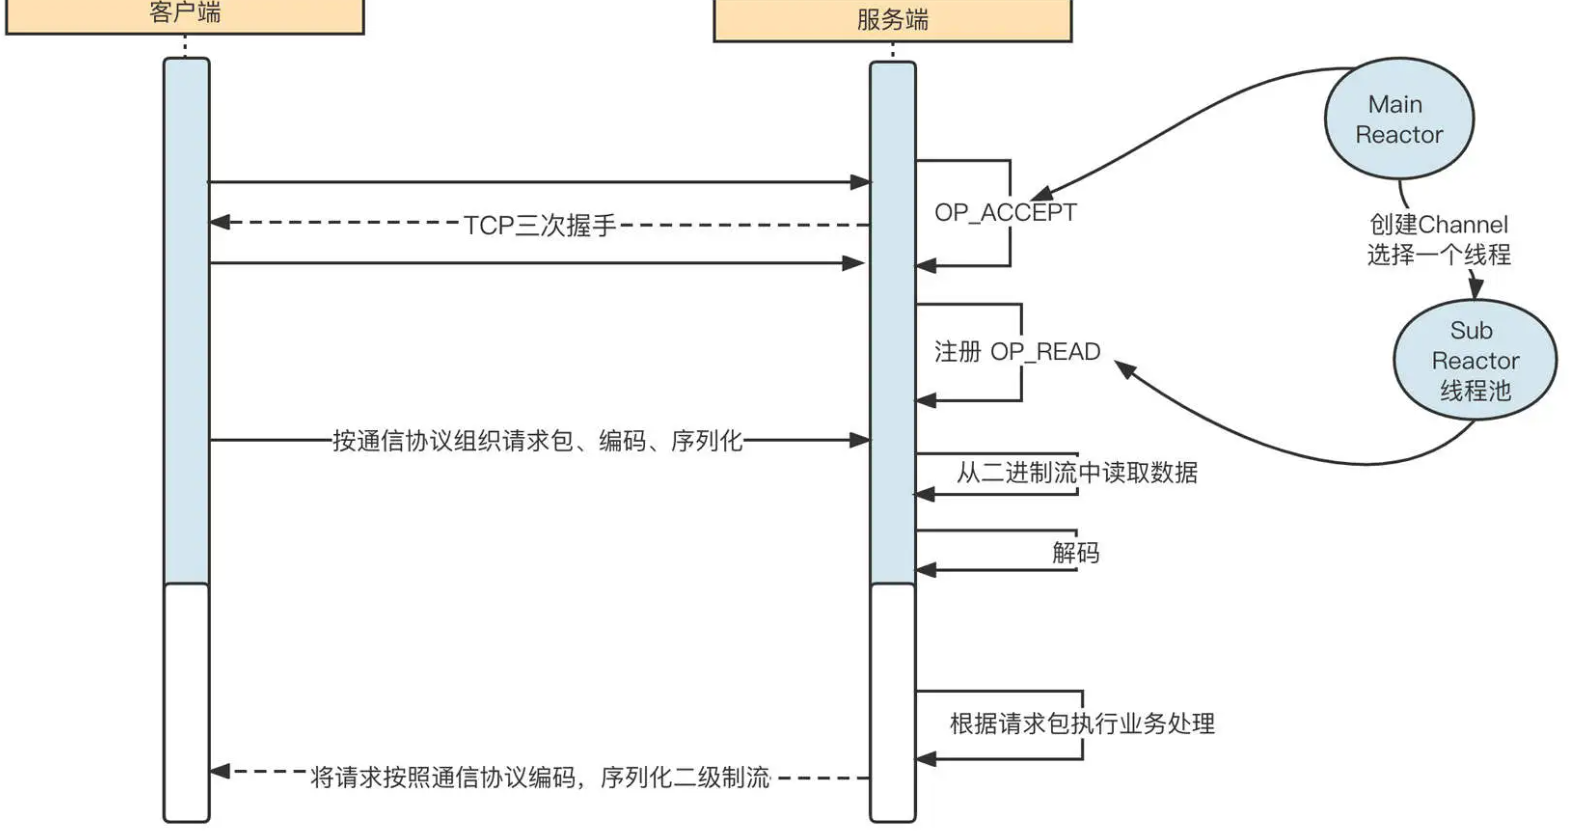 客户端
服务端
Main
Reactor
OP_ACCEPT
TCP三次握手
创建Channel
选择一个线程
Sub
Reactor
线程池
注册 OP_READ
按通信协议组织请求包、编码、序列化
从二进制流中读取数据
解码
根据请求包执行业务处理
将请求按照通信协议编码，序列化二级制流